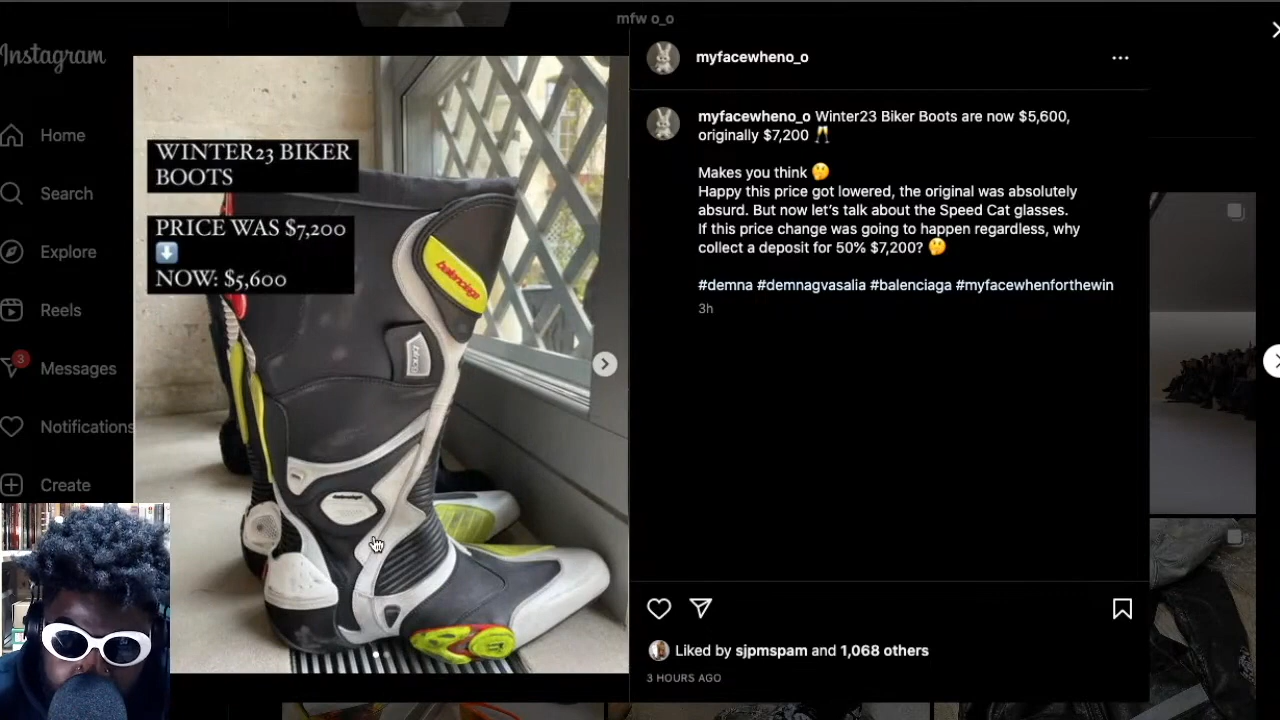 mfw o_o
Instagram
Home
Search
Explore
Reels
3
Messages
Notifications
Create
WINTER23 BIKER
BOOTS
PRICE WAS $7,200
⬇️
NOW: $5,600
balenciaga
balenciaga
myfacewheno_o
myfacewheno_o Winter23 Biker Boots are now $5,600,
originally $7,200 🥂
Makes you think 🤔
Happy this price got lowered, the original was absolutely
absurd. But now let’s talk about the Speed Cat glasses.
If this price change was going to happen regardless, why
collect a deposit for 50% $7,200? 🤔
#demna #demnagvasalia #balenciaga #myfacewhenforthewin
3h
Liked by sjpmspam and 1,068 others
3 HOURS AGO